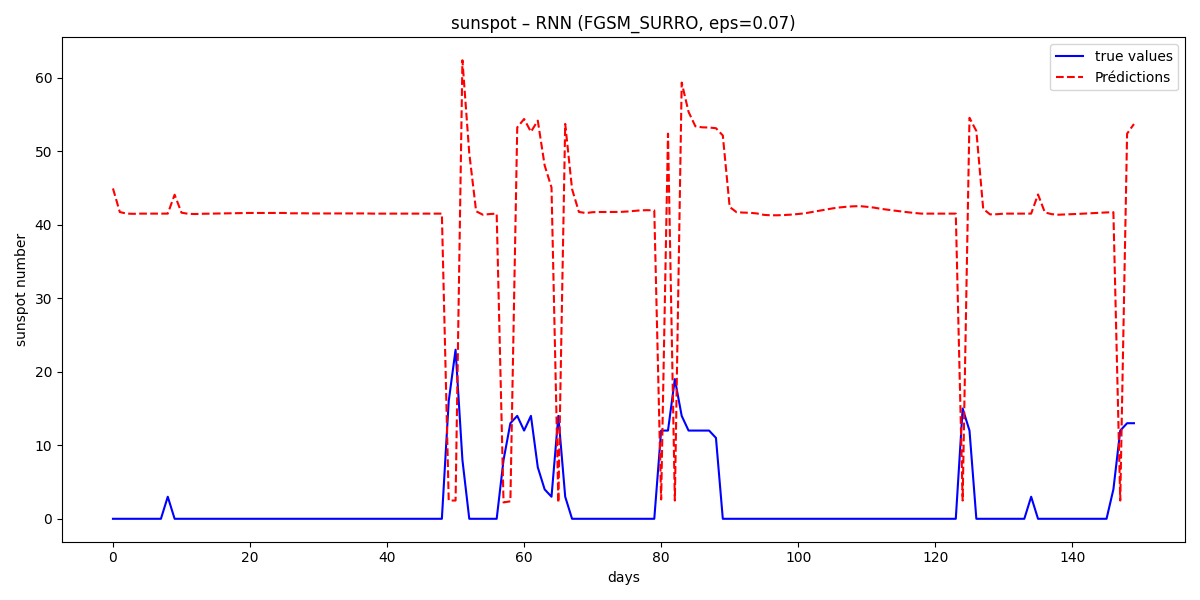 sunspot – RNN (FGSM_SURRO, eps=0.07)
true values
Prédictions
sunspot number
60
50
40
30
20
10
0
0 20 40 60 80 100 120 140
days